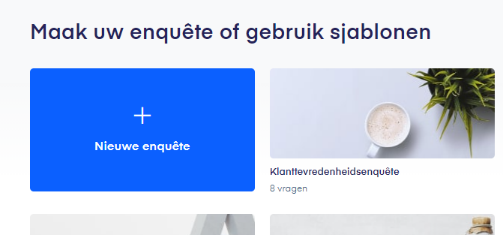 Maak uw enquête of gebruik sjablonen
Nieuwe enquête
Klanttevredenheidsenquête
8 vragen